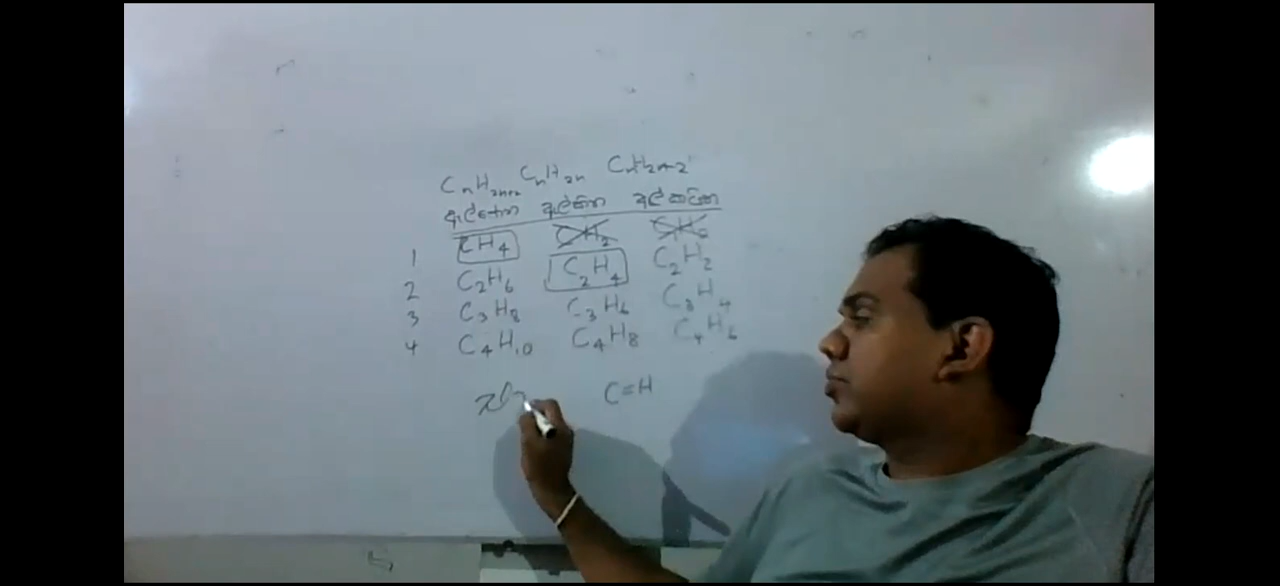 CnH2n+2 CnH2n CnH2n-2
ඇල්කේන ඇල්කීන ඇල්කයින
1 CH4 CH2
2 C2H6 C2H4 C2H2
3 C3H8 C3H6 C3H4
4 C4H10 C4H8 C4H6
C=H